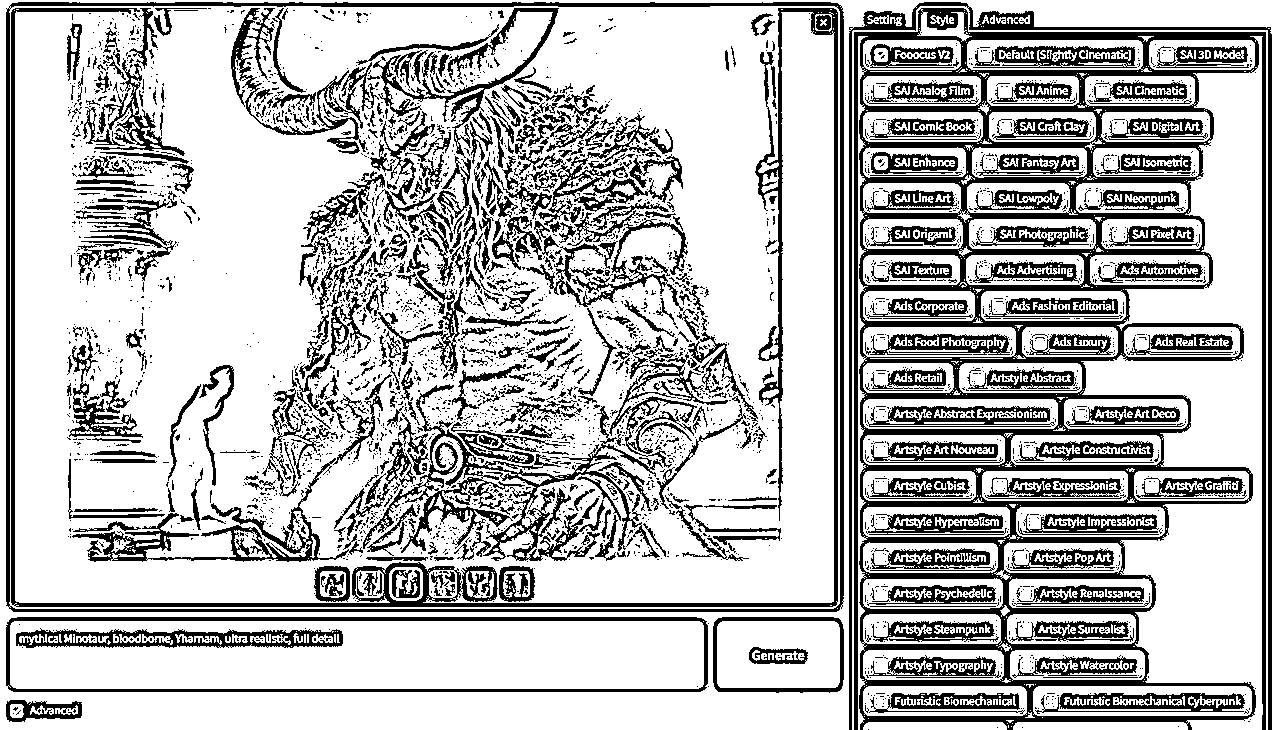 Setting Style Advanced
Fooocus V2 Default (Slightly Cinematic) SAI 3D Model
SAI Analog Film SAI Anime SAI Cinematic
SAI Comic Book SAI Craft Clay SAI Digital Art
SAI Enhance SAI Fantasy Art SAI Isometric
SAI Line Art SAI Lowpoly SAI Neonpunk
SAI Origami SAI Photographic SAI Pixel Art
SAI Texture Ads Advertising Ads Automotive
Ads Corporate Ads Fashion Editorial
Ads Food Photography Ads Luxury Ads Real Estate
Ads Retail Artstyle Abstract
Artstyle Abstract Expressionism Artstyle Art Deco
Artstyle Art Nouveau Artstyle Constructivist
Artstyle Cubist Artstyle Expressionist Artstyle Graffiti
Artstyle Hyperrealism Artstyle Impressionist
Artstyle Pointillism Artstyle Pop Art
Artstyle Psychedelic Artstyle Renaissance
Artstyle Steampunk Artstyle Surrealist
Artstyle Typography Artstyle Watercolor
Futuristic Biomechanical Futuristic Biomechanical Cyberpunk
mythical Minotaur, bloodborne, Yharnam, ultra realistic, full detail
Generate
Advanced